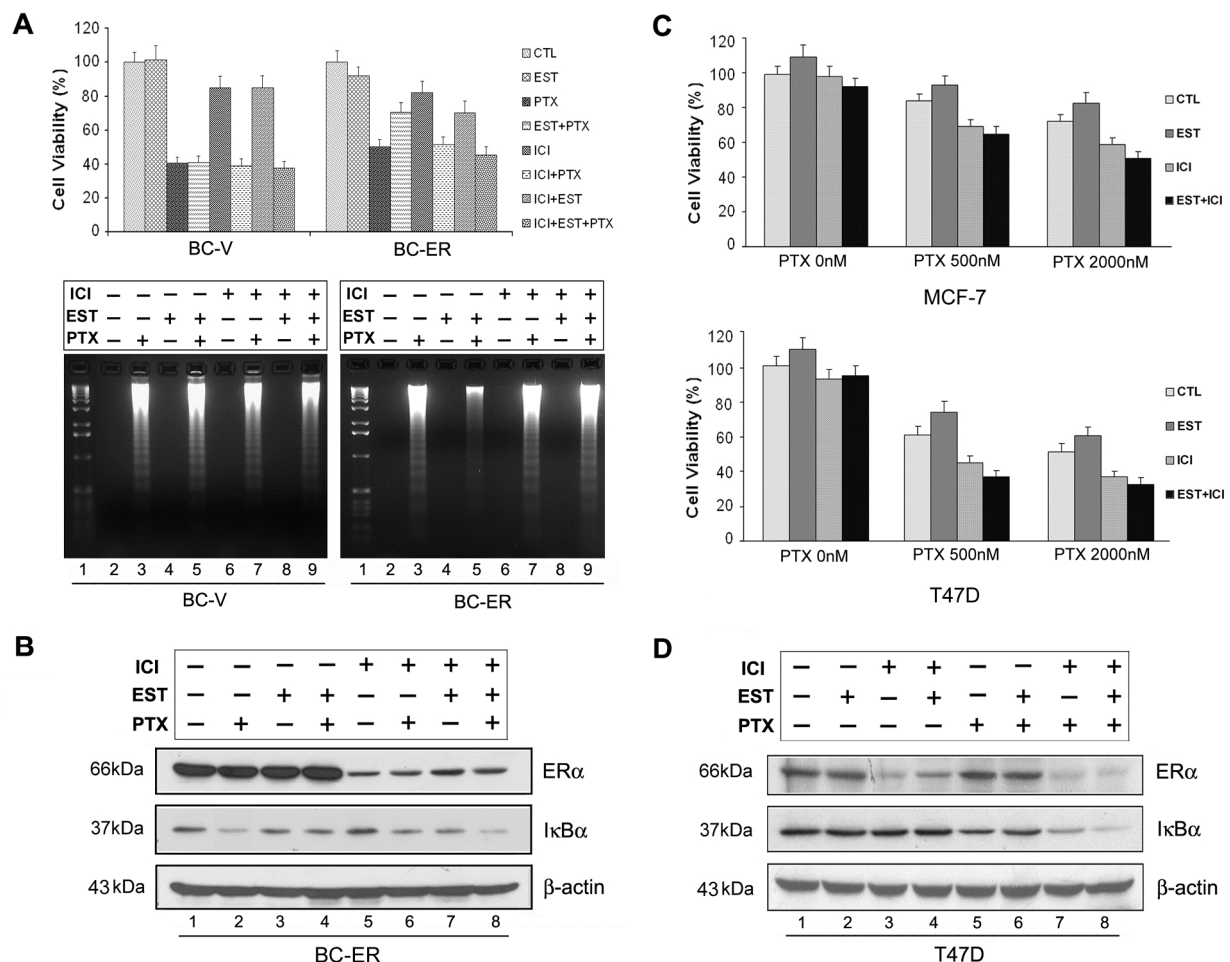 A
120
100
80
60
40
20
0
Cell Viability (%)
BC-V
BC-ER
CTL
EST
PTX
EST+PTX
ICI
ICI+PTX
ICI+EST
ICI+EST+PTX
ICI – – – – + + + +
EST – – + + – – + +
PTX – + – + – + – +
1 2 3 4 5 6 7 8 9
BC-V
ICI – – – – + + + +
EST – – + + – – + +
PTX – + – + – + – +
1 2 3 4 5 6 7 8 9
BC-ER
B
ICI – – – – + + + +
EST – – + + – – + +
PTX – + – + – + – +
66kDa ERα
37kDa IκBα
43 kDa β-actin
1 2 3 4 5 6 7 8
BC-ER
C
120
100
80
60
40
20
0
Cell Viability (%)
PTX 0nM PTX 500nM PTX 2000nM
MCF-7
CTL
EST
ICI
EST+ICI
120
100
80
60
40
20
0
Cell Viability (%)
PTX 0nM PTX 500nM PTX 2000nM
T47D
CTL
EST
ICI
EST+ICI
D
ICI – – + + – – + +
EST – + – + – + – +
PTX – – – – + + + +
66kDa ERα
37kDa IκBα
43 kDa β-actin
1 2 3 4 5 6 7 8
T47D